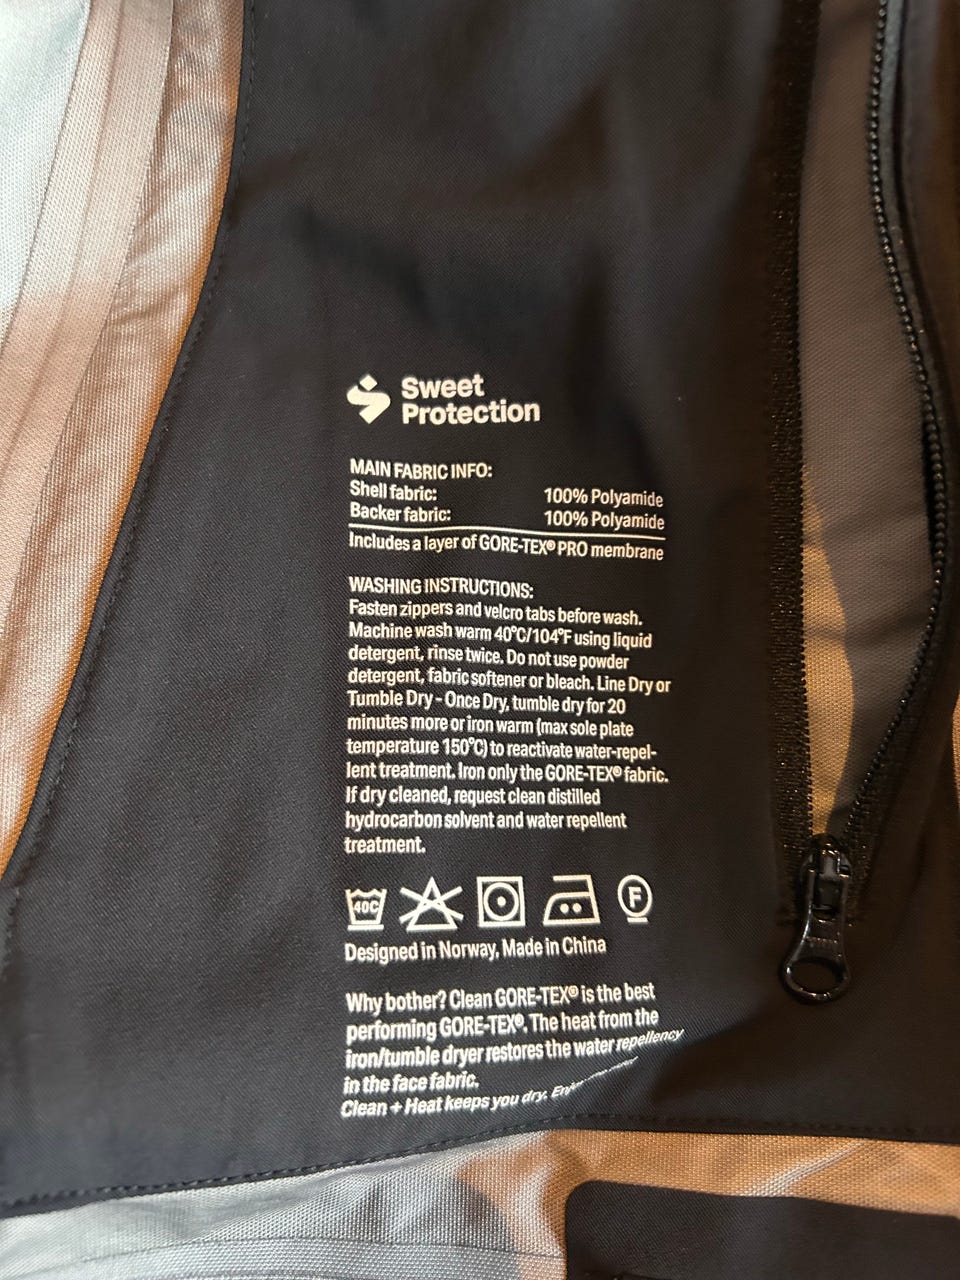 Sweet
Protection
MAIN FABRIC INFO:
Shell fabric: 100% Polyamide
Backer fabric: 100% Polyamide
Includes a layer of GORE-TEX® PRO membrane
WASHING INSTRUCTIONS:
Fasten zippers and velcro tabs before wash.
Machine wash warm 40°C/104°F using liquid
detergent, rinse twice. Do not use powder
detergent, fabric softener or bleach. Line Dry or
Tumble Dry - Once Dry, tumble dry for 20
minutes more or iron warm (max sole plate
temperature 150°C) to reactivate water-repel-
lent treatment. Iron only the GORE-TEX® fabric.
If dry cleaned, request clean distilled
hydrocarbon solvent and water repellent
treatment.
40C F
Designed in Norway, Made in China
Why bother? Clean GORE-TEX® is the best
performing GORE-TEX®. The heat from the
iron/tumble dryer restores the water repellency
in the face fabric.
Clean + Heat keeps you dry.